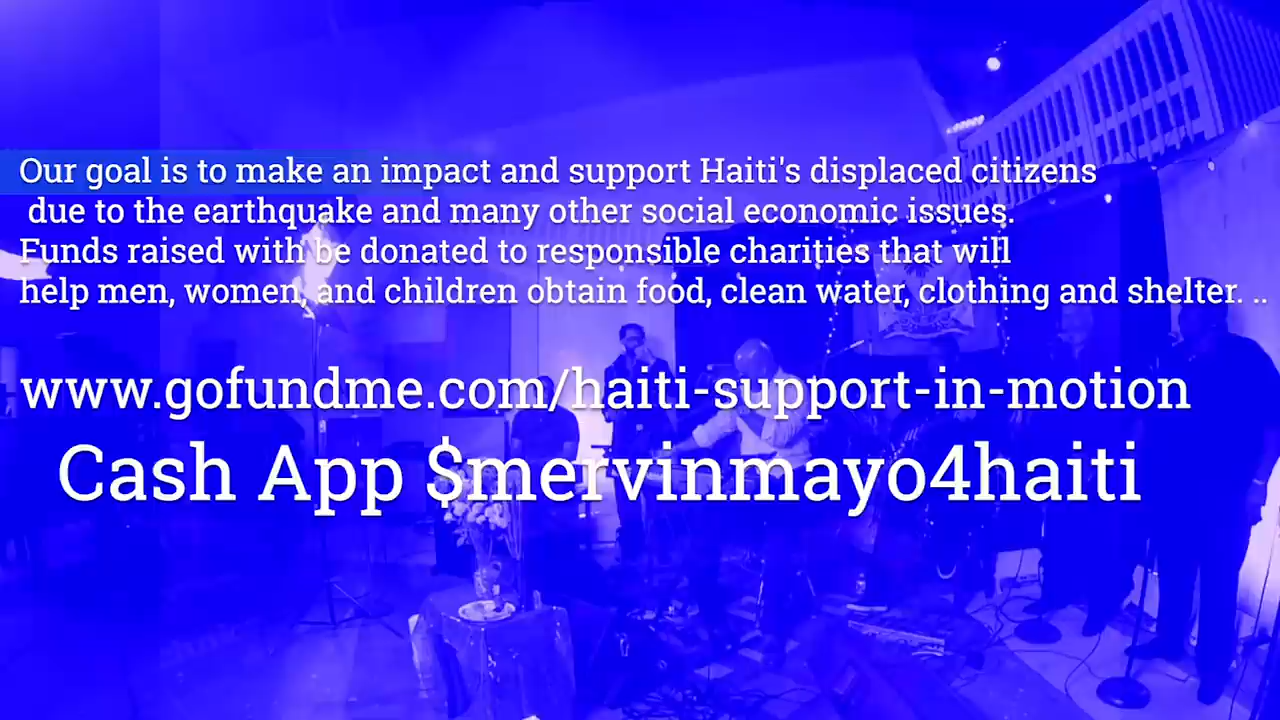 Our goal is to make an impact and support Haiti's displaced citizens
due to the earthquake and many other social economic issues.
Funds raised with be donated to responsible charities that will
help men, women, and children obtain food, clean water, clothing and shelter. ..
www.gofundme.com/haiti-support-in-motion
Cash App $mervinmayo4haiti